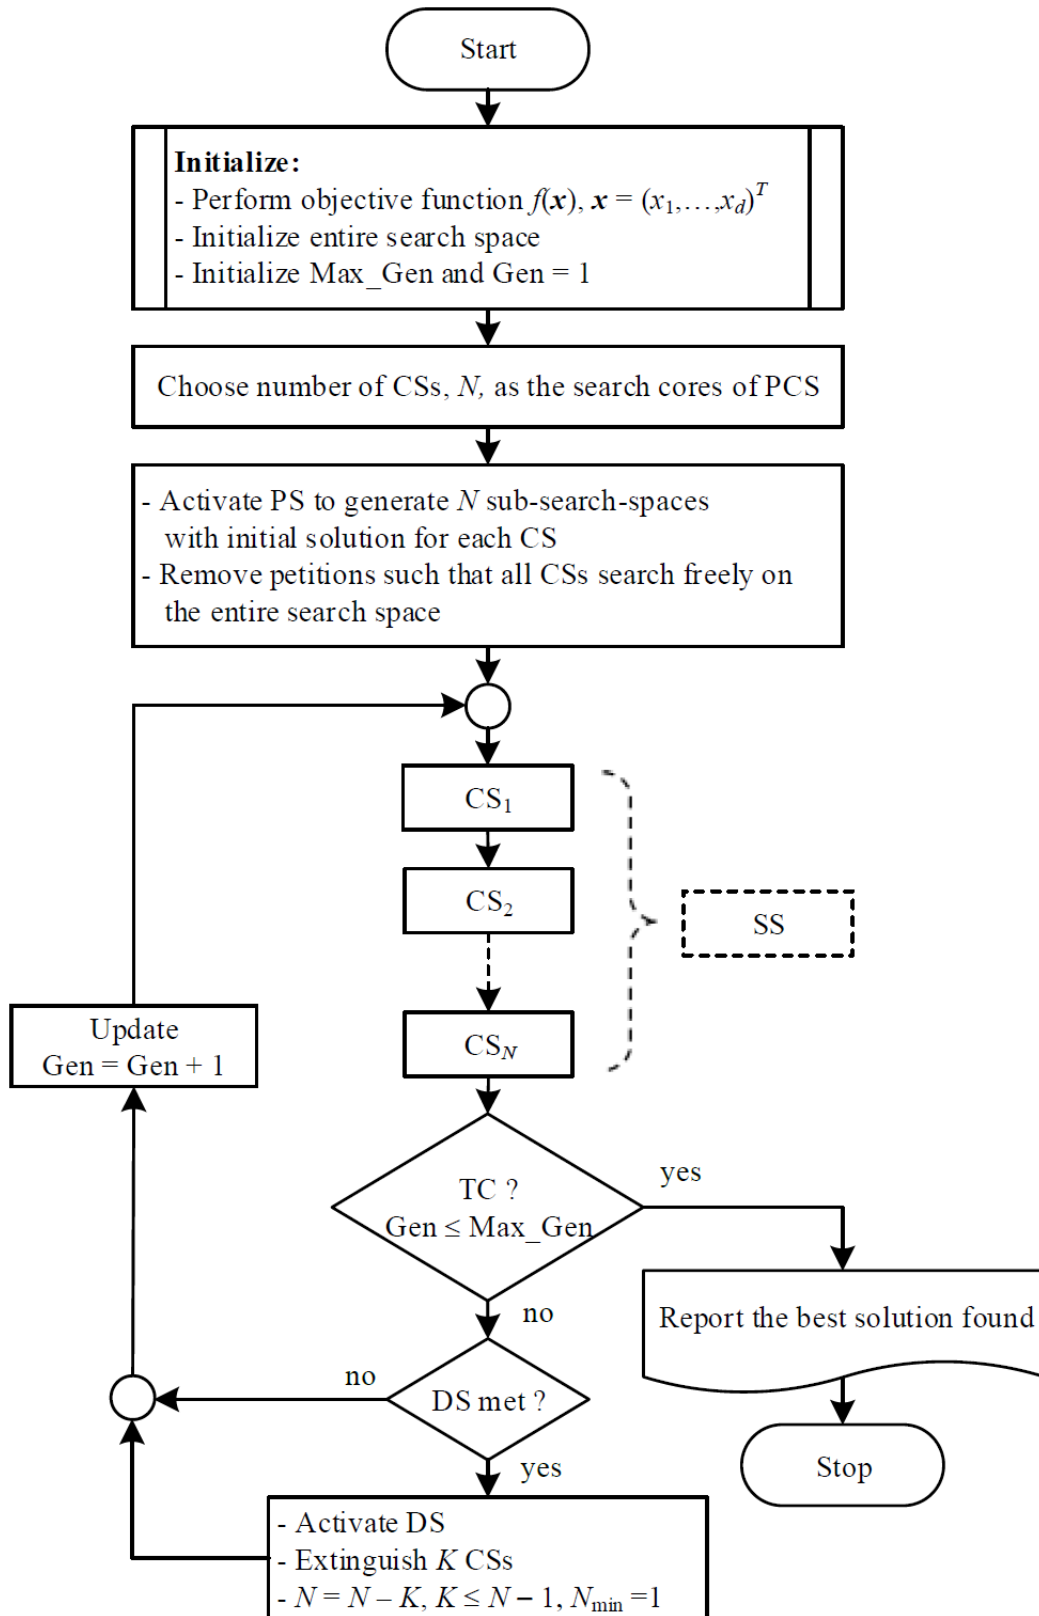 Start
Initialize:
- Perform objective function f(x), x = (x₁,…,x_d)ᵀ
- Initialize entire search space
- Initialize Max_Gen and Gen = 1
Choose number of CSs, N, as the search cores of PCS
- Activate PS to generate N sub-search-spaces
with initial solution for each CS
- Remove petitions such that all CSs search freely on
the entire search space
CS₁
CS₂
SS
CS_N
Update
Gen = Gen + 1
TC ?
Gen ≤ Max_Gen
yes
no
Report the best solution found
DS met ?
no
yes
Stop
- Activate DS
- Extinguish K CSs
- N = N – K, K ≤ N – 1, N_min =1